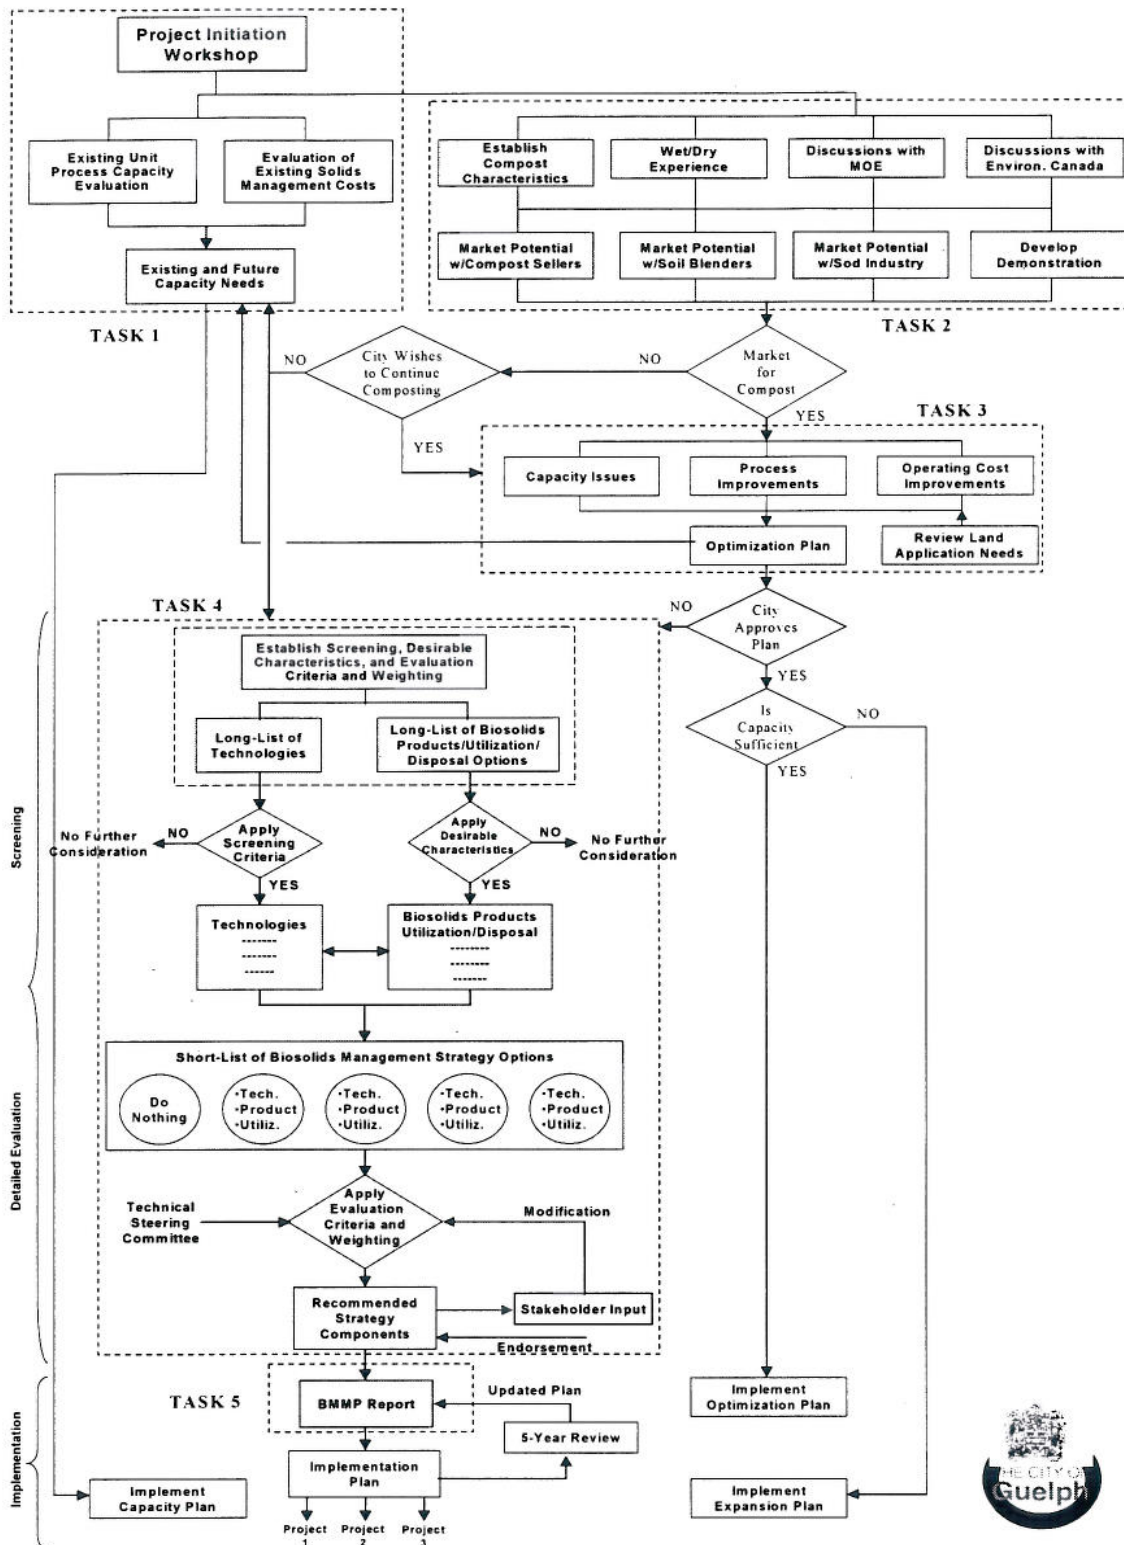 Project Initiation
Workshop
Existing Unit
Process Capacity
Evaluation
Evaluation of
Existing Solids
Management Costs
Existing and Future
Capacity Needs
TASK 1
Establish
Compost
Characteristics
Wet/Dry
Experience
Discussions with
MOE
Discussions with
Environ. Canada
Market Potential
w/Compost Sellers
Market Potential
w/Soil Blenders
Market Potential
w/Sod Industry
Develop
Demonstration
TASK 2
NO
City Wishes
to Continue
Composting
NO
Market
for
Compost
YES
YES
TASK 3
Capacity Issues
Process
Improvements
Operating Cost
Improvements
Optimization Plan
Review Land
Application Needs
TASK 4
NO
City
Approves
Plan
YES
Is
Capacity
Sufficient
NO
YES
Establish Screening, Desirable
Characteristics, and Evaluation
Criteria and Weighting
Long-List of
Technologies
Long-List of Biosolids
Products/Utilization/
Disposal Options
Screening
No Further
Consideration
NO
Apply
Screening
Criteria
YES
Apply
Desirable
Characteristics
NO
YES
No Further
Consideration
Technologies
-------
-------
------
Biosolids Products
Utilization/Disposal
--------
--------
-------
Detailed Evaluation
Short-List of Biosolids Management Strategy Options
Do
Nothing
•Tech.
•Product
•Utiliz.
•Tech.
•Product
•Utiliz.
•Tech.
•Product
•Utiliz.
•Tech.
•Product
•Utiliz.
Technical
Steering
Committee
Apply
Evaluation
Criteria and
Weighting
Modification
Recommended
Strategy
Components
Stakeholder Input
Endorsement
TASK 5
BMMP Report
Updated Plan
5-Year Review
Implementation
Implementation
Plan
Implement
Capacity Plan
Project
1
Project
2
Project
3
Implement
Optimization Plan
Implement
Expansion Plan
THE CITY OF
Guelph